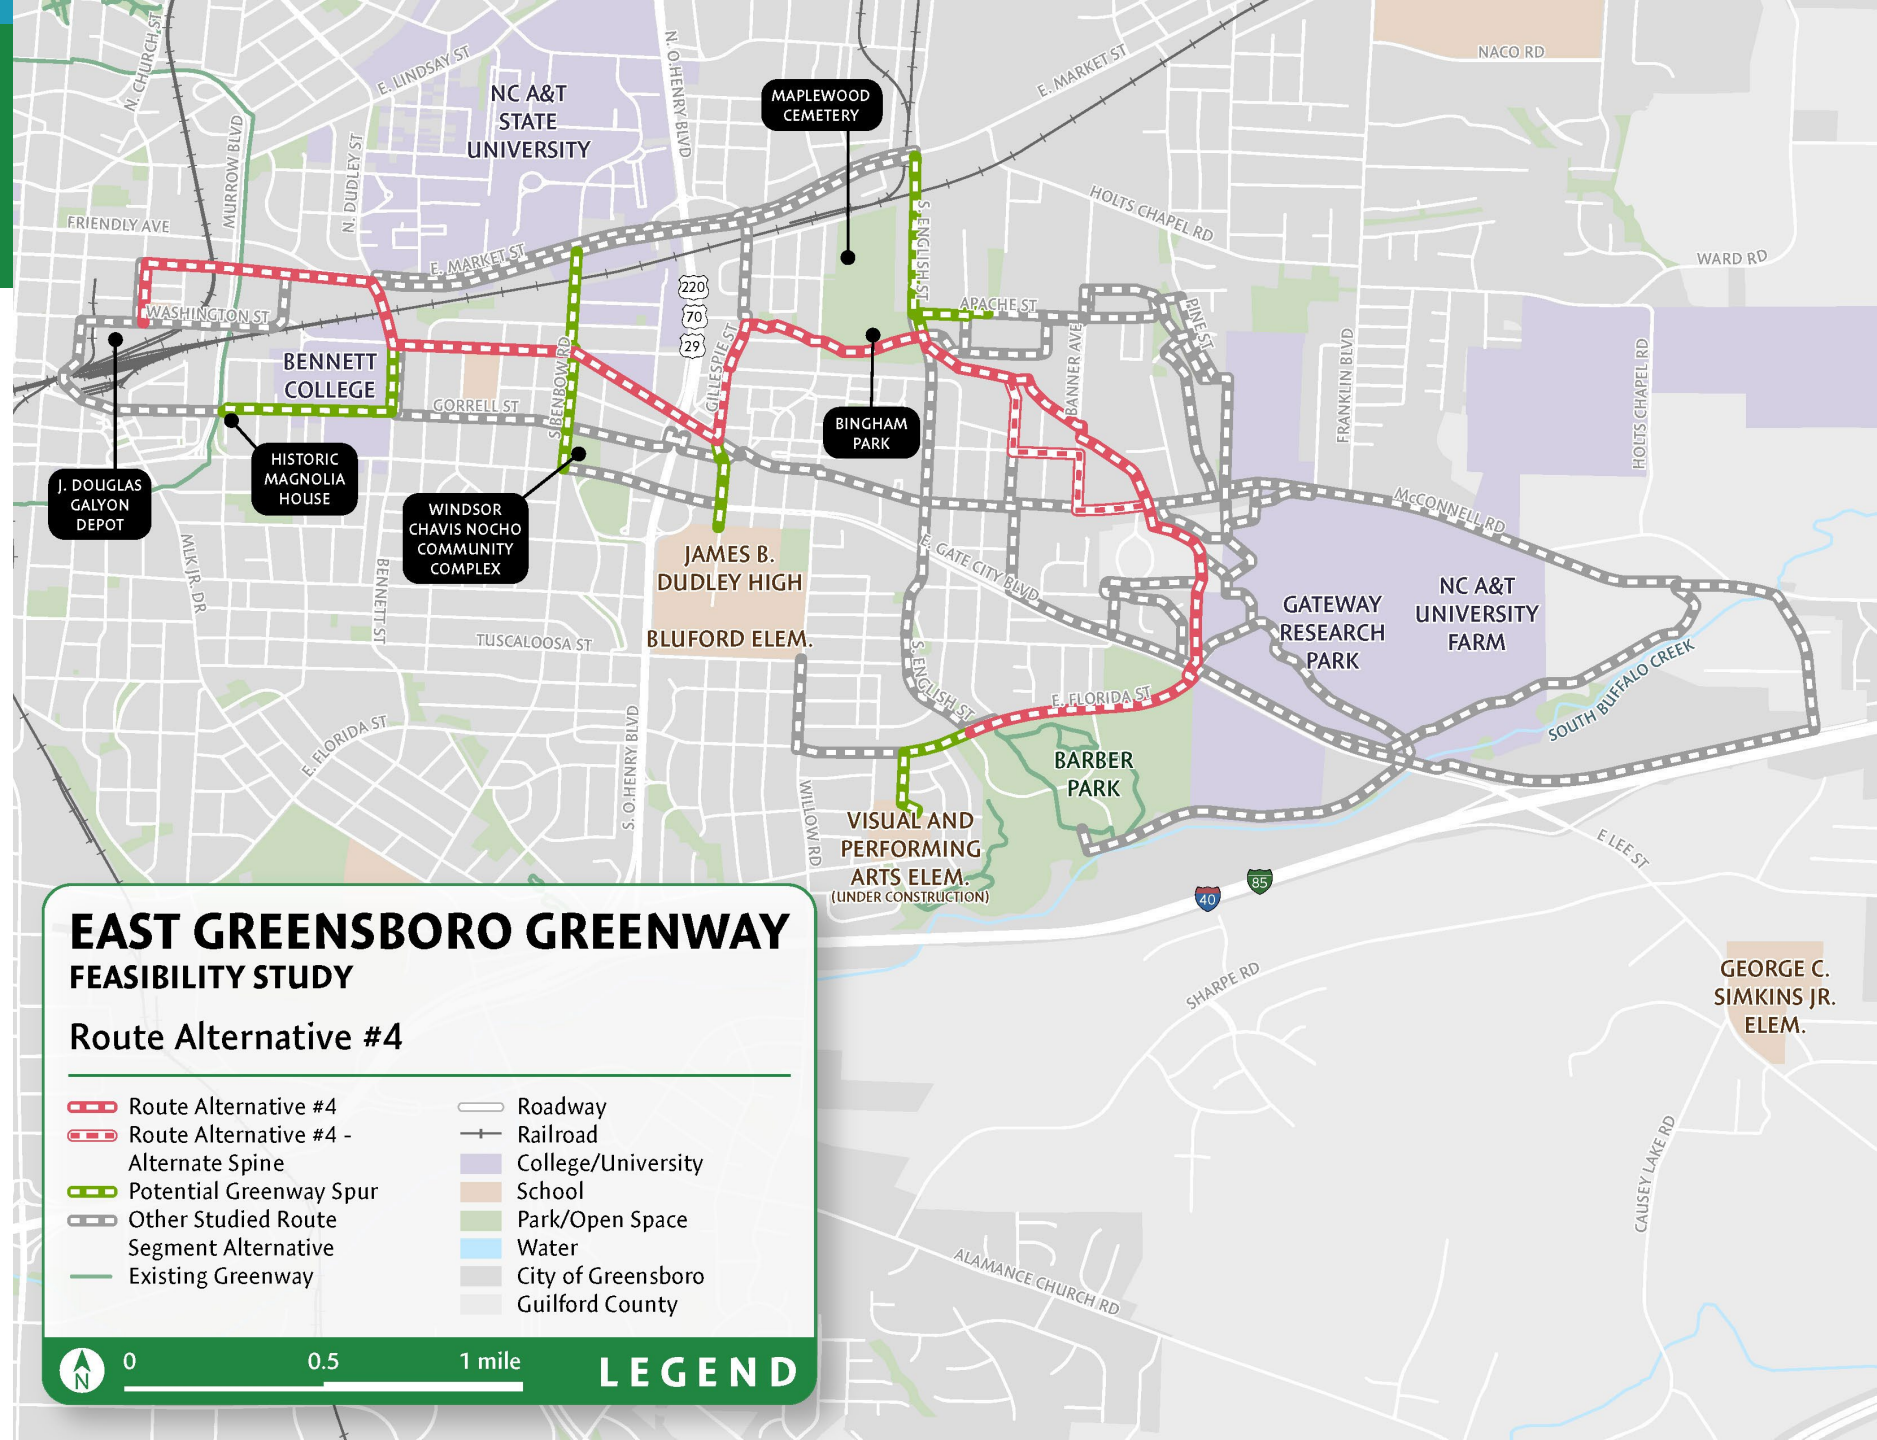 N. CHURCH ST
E. LINDSAY ST
N. O.HENRY BLVD
E. MARKET ST
NACO RD
NC A&T
STATE
UNIVERSITY
MAPLEWOOD
CEMETERY
MURROW BLVD
N. DUDLEY ST
FRIENDLY AVE
HOLTS CHAPEL RD
S. ENGLISH ST
WARD RD
E. MARKET ST
220
70
29
WASHINGTON ST
APACHE ST
PINE ST
BENNETT
COLLEGE
S BENBOW RD
GILLESPIE ST
BANNER AVE
FRANKLIN BLVD
HOLTS CHAPEL RD
GORRELL ST
BINGHAM
PARK
HISTORIC
MAGNOLIA
HOUSE
J. DOUGLAS
GALYON
DEPOT
WINDSOR
CHAVIS NOCHO
COMMUNITY
COMPLEX
McCONNELL RD
MLK JR. DR
BENNETT ST
E. GATE CITY BLVD
JAMES B.
DUDLEY HIGH
BLUFORD ELEM.
TUSCALOOSA ST
GATEWAY
RESEARCH
PARK
NC A&T
UNIVERSITY
FARM
SOUTH BUFFALO CREEK
S. ENGLISH ST
E. FLORIDA ST
E. FLORIDA ST
S. O.HENRY BLVD
WILLOW RD
BARBER
PARK
VISUAL AND
PERFORMING
ARTS ELEM.
(UNDER CONSTRUCTION)
E LEE ST
40
85
SHARPE RD
GEORGE C.
SIMKINS JR.
ELEM.
CAUSEY LAKE RD
ALAMANCE CHURCH RD
EAST GREENSBORO GREENWAY
FEASIBILITY STUDY
Route Alternative #4
Route Alternative #4
Route Alternative #4 -
Alternate Spine
Potential Greenway Spur
Other Studied Route
Segment Alternative
Existing Greenway
Roadway
Railroad
College/University
School
Park/Open Space
Water
City of Greensboro
Guilford County
N
0
0.5
1 mile
LEGEND